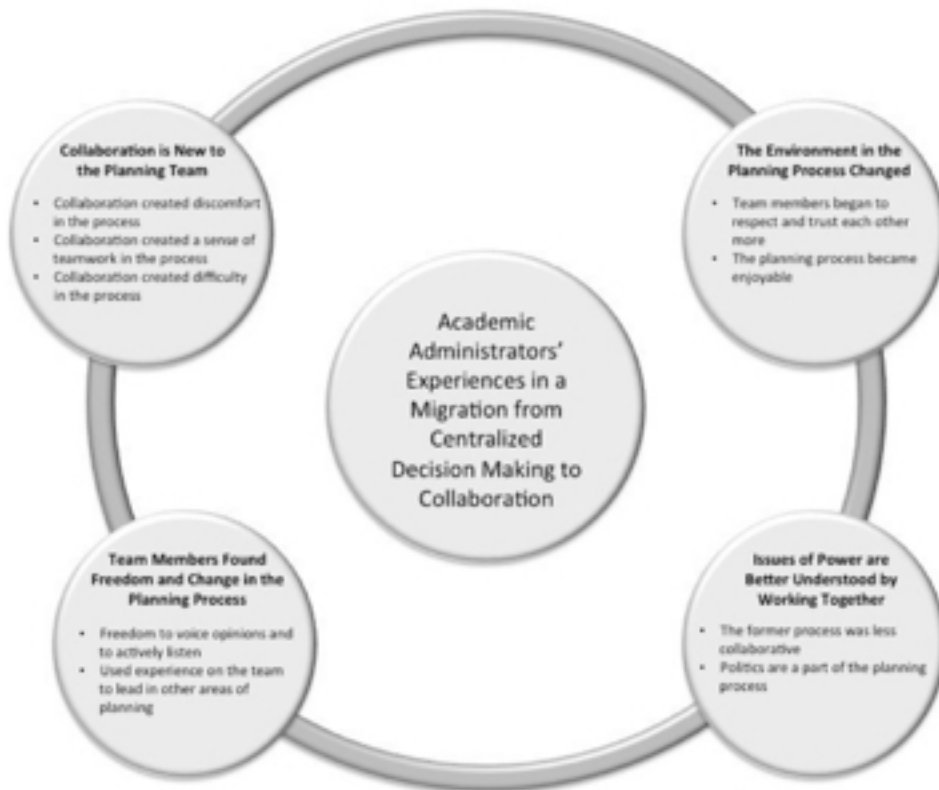 Collaboration is New to
the Planning Team
• Collaboration created discomfort
in the process
• Collaboration created a sense of
teamwork in the process
• Collaboration created difficulty
in the process
The Environment in the
Planning Process Changed
• Team members began to
respect and trust each other
more
• The planning process became
enjoyable
Academic
Administrators’
Experiences in a
Migration from
Centralized
Decision Making to
Collaboration
Team Members Found
Freedom and Change in the
Planning Process
• Freedom to voice opinions and
to actively listen
• Used experience on the team
to lead in other areas of
planning
Issues of Power are
Better Understood by
Working Together
• The former process was less
collaborative
• Politics are a part of the planning
process